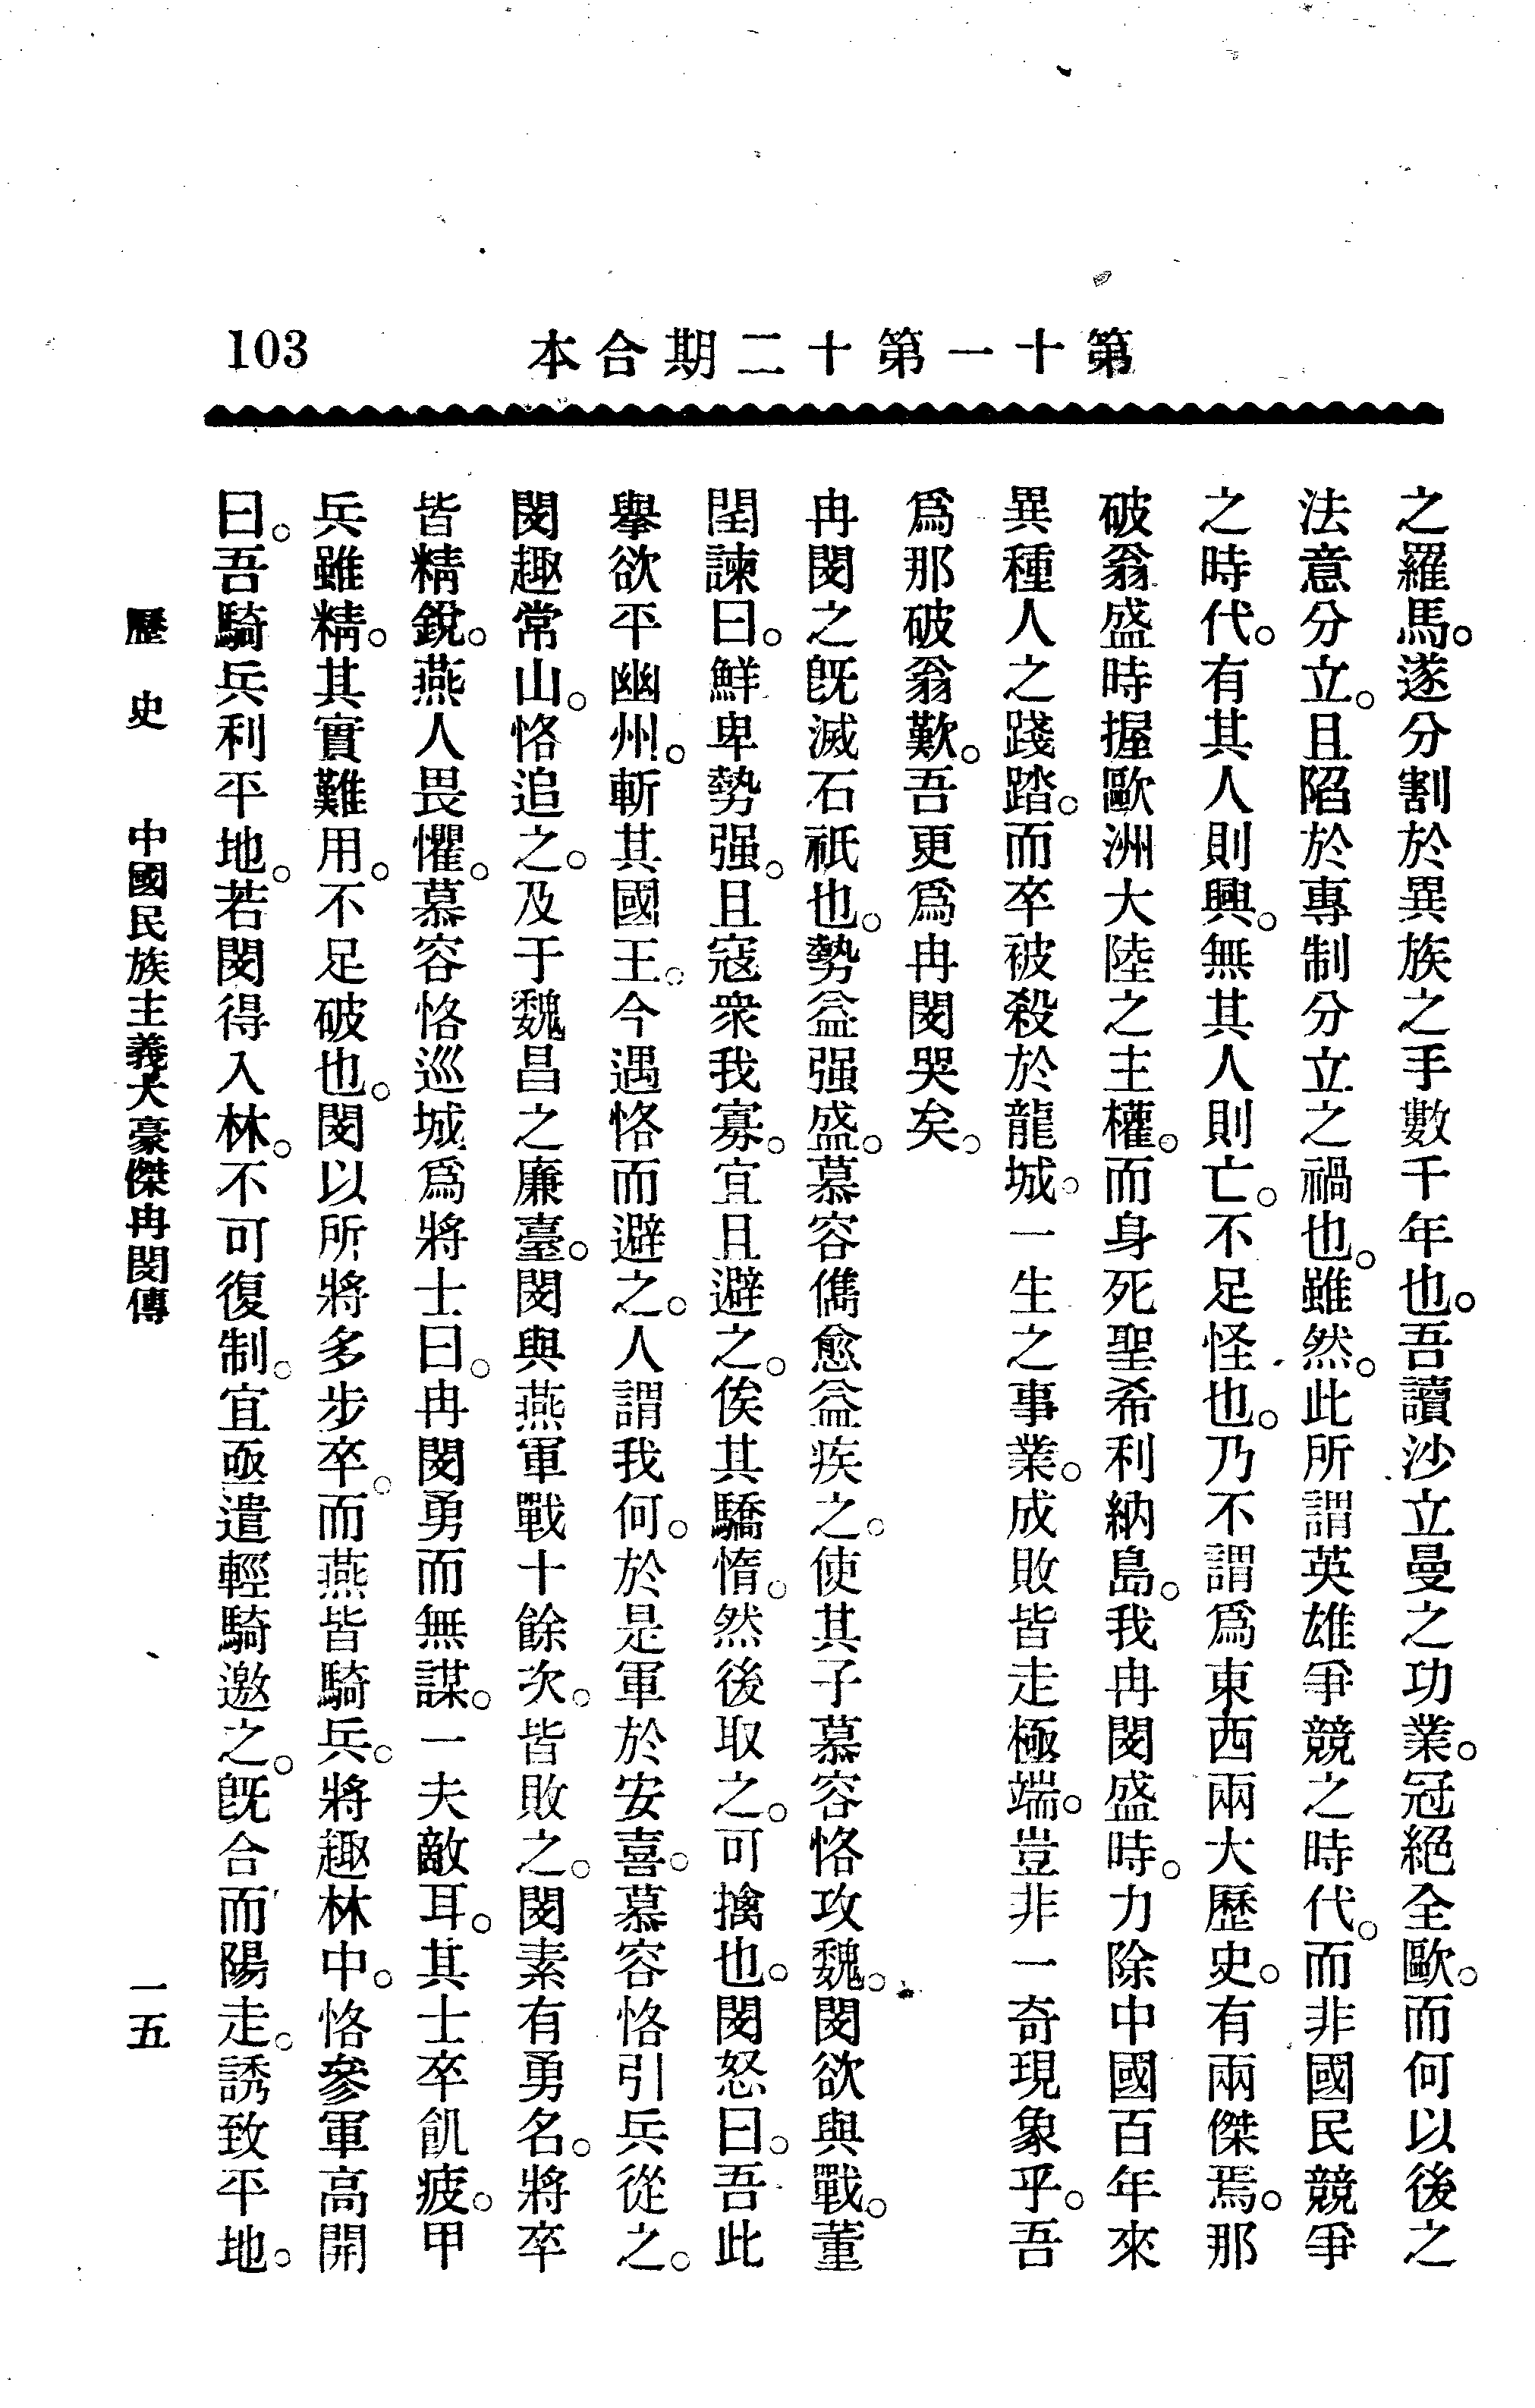 第十一第十二期合本
103
之羅馬。遂分割於異族之手數千年也。吾讀沙立曼之功業。冠絕全歐。而何以後之
法意分立。且陷於專制分立之禍也。雖然。此所謂英雄爭競之時代。而非國民競爭
之時代。有其人則興。無其人則亡。不足怪也。乃不謂爲東西兩大歷史。有兩傑焉。那
破翁盛時握歐洲大陸之主權。而身死聖希利納島。我冉閔盛時。力除中國百年來
異種人之踐踏。而卒被殺於龍城。一生之事業。成敗皆走極端。豈非一奇現象乎。吾
爲那破翁歎。吾更爲冉閔哭矣。
冉閔之既滅石祇也。勢益强盛。慕容儁愈益疾之。使其子慕容恪攻魏。閔欲與戰。董
閏諫曰。鮮卑勢强。且寇衆我寡。宜且避之。俟其驕惰。然後取之。可擒也。閔怒曰。吾此
擧欲平幽州。斬其國王。今遇恪而避之。人謂我何。於是軍於安喜。慕容恪引兵從之。
閔趣常山。恪追之。及于魏昌之廉臺。閔與燕軍戰十餘次。皆敗之。閔素有勇名。將卒
皆精銳。燕人畏懼。慕容恪巡城爲將士曰。冉閔勇而無謀。一夫敵耳。其士卒飢疲。甲
兵雖精。其實難用。不足破也。閔以所將多步卒。而燕皆騎兵。將趣林中。恪參軍高開
曰。吾騎兵利平地。若閔得入林。不可復制。宜亟遣輕騎邀之。既合而陽走。誘致平地。
歷史　中國民族主義大豪傑冉閔傳　一五